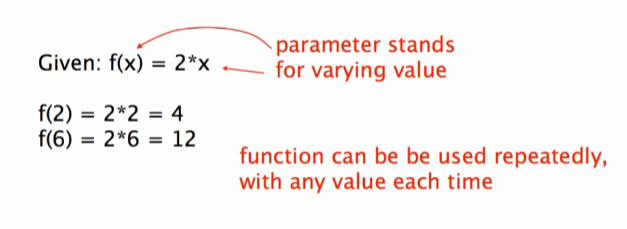 parameter stands
Given: f(x) = 2*x
for varying value
f(2) = 2*2 = 4
f(6) = 2*6 = 12
function can be be used repeatedly,
with any value each time